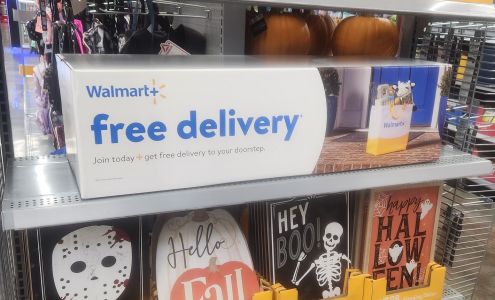 Walmart+
free delivery
Join today + get free delivery to your doorstep.
Walmart
Hello
Fall
HEY
BOO!
happy
HAL
LOW
EEN!